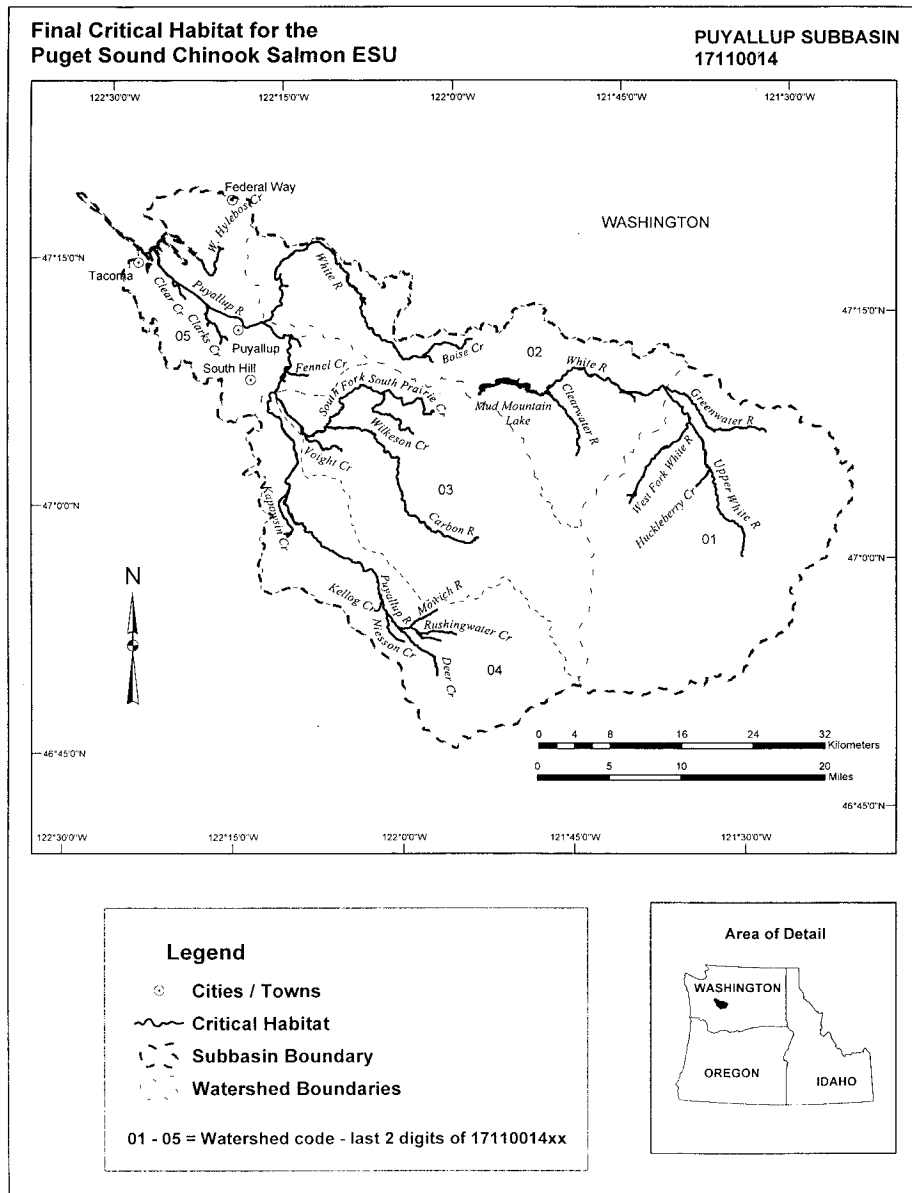 Final Critical Habitat for the
Puget Sound Chinook Salmon ESU
PUYALLUP SUBBASIN
17110014
122°30'0"W
122°15'0"W
122°0'0"W
121°45'0"W
121°30'0"W
Federal Way
W. Hylebos Cr
WASHINGTON
47°15'0"N
Tacoma
White R
Puyallup R
Clear Cr
Clarks Cr
05
47°15'0"N
Puyallup
South Hill
Fennel Cr
Boise Cr
02
White R
South Fork South Prairie Cr
Mud Mountain
Lake
Clearwater R
Greenwater R
Wilkeson Cr
Voight Cr
West Fork White R
Upper White R
47°0'0"N
Kapowsin Cr
03
Huckleberry Cr
Carbon R
01
47°0'0"N
N
Kellog Cr
Puyallup R
Mowich R
Rushingwater Cr
Niesson Cr
Deer Cr
04
0 4 8 16 24 32
Kilometers
0 5 10 20
Miles
46°45'0"N
46°45'0"N
122°30'0"W
122°15'0"W
122°0'0"W
121°45'0"W
121°30'0"W
Legend
Cities / Towns
Critical Habitat
Subbasin Boundary
Watershed Boundaries
01 - 05 = Watershed code - last 2 digits of 17110014xx
Area of Detail
WASHINGTON
OREGON
IDAHO